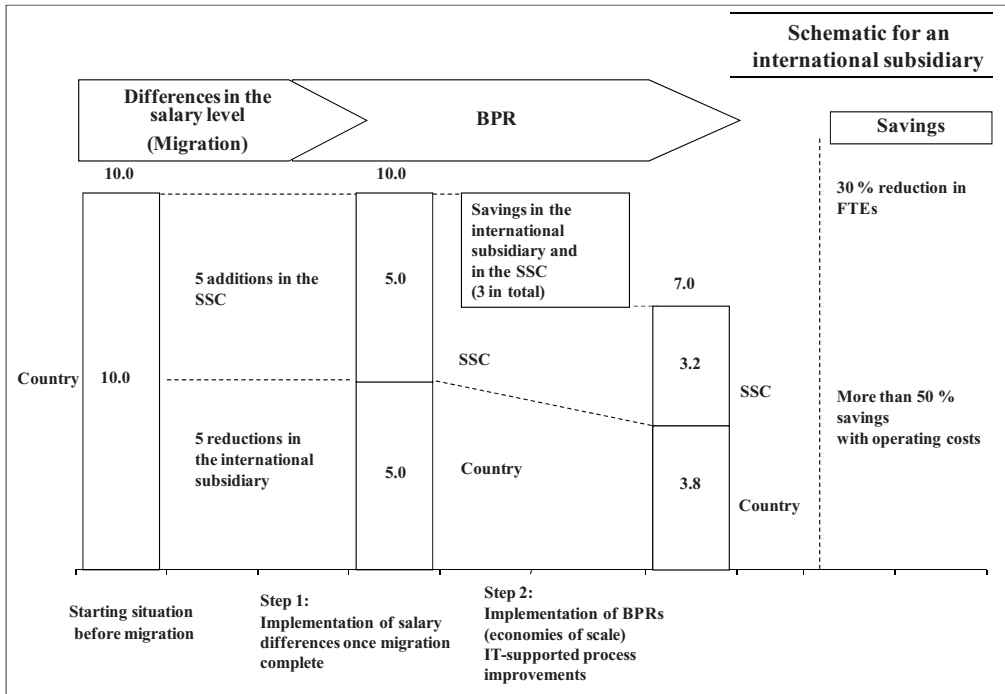 Schematic for an
international subsidiary
Differences in the
salary level
(Migration)
BPR
Savings
10.0
10.0
30 % reduction in
FTEs
Savings in the
international
subsidiary and
in the SSC
(3 in total)
5 additions in the
SSC
5.0
7.0
SSC
3.2
Country
10.0
SSC
More than 50 %
savings
with operating costs
5 reductions in
the international
subsidiary
5.0
Country
3.8
Country
Starting situation
before migration
Step 1:
Implementation of salary
differences once migration
complete
Step 2:
Implementation of BPRs
(economies of scale)
IT-supported process
improvements